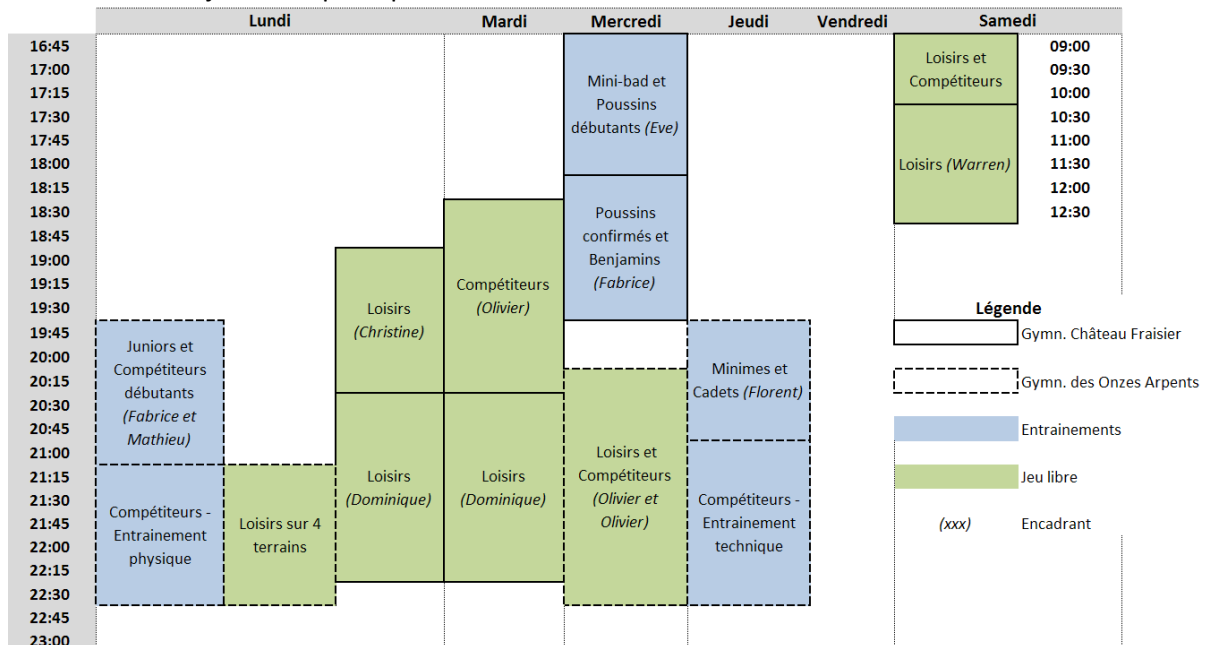 Lundi Mardi Mercredi Jeudi Vendredi Samedi
16:45
17:00
17:15
17:30
17:45
18:00
18:15
18:30
18:45
19:00
19:15
19:30
19:45
20:00
20:15
20:30
20:45
21:00
21:15
21:30
21:45
22:00
22:15
22:30
22:45
23:00
Juniors et
Compétiteurs
débutants
(Fabrice et
Mathieu)
Compétiteurs -
Entrainement
physique
Loisirs sur 4
terrains
Loisirs
(Christine)
Loisirs
(Dominique)
Compétiteurs
(Olivier)
Loisirs
(Dominique)
Mini-bad et
Poussins
débutants (Eve)
Poussins
confirmés et
Benjamins
(Fabrice)
Loisirs et
Compétiteurs
(Olivier et
Olivier)
Minimes et
Cadets (Florent)
Compétiteurs -
Entrainement
technique
Loisirs et
Compétiteurs
Loisirs (Warren)
09:00
09:30
10:00
10:30
11:00
11:30
12:00
12:30
Légende
Gymn. Château Fraisier
Gymn. des Onzes Arpents
Entrainements
Jeu libre
(xxx) Encadrant